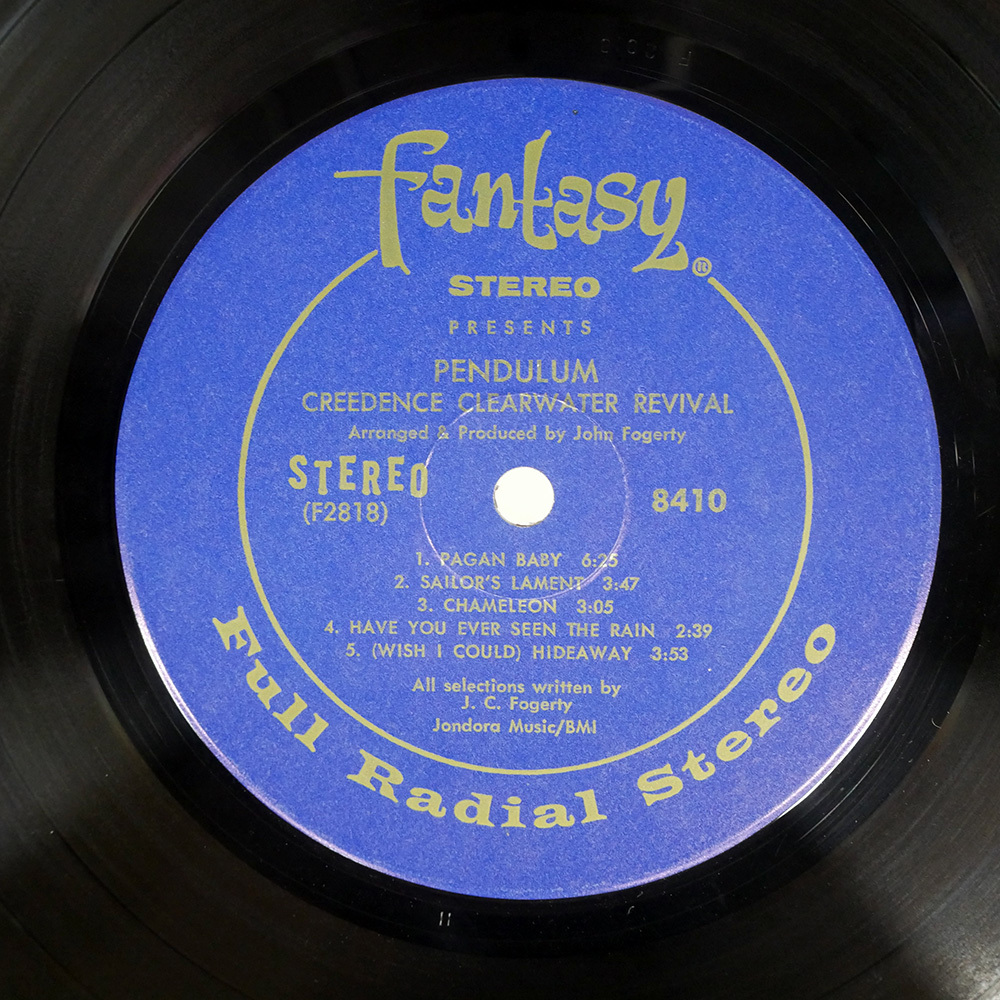 fantasy®
STEREO
PRESENTS
PENDULUM
CREEDENCE CLEARWATER REVIVAL
Arranged & Produced by John Fogerty
STEREO
(F2818)
8410
1. PAGAN BABY 6:25
2. SAILOR'S LAMENT 3:47
3. CHAMELEON 3:05
4. HAVE YOU EVER SEEN THE RAIN 2:39
5. (WISH I COULD) HIDEAWAY 3:53
All selections written by
J. C. Fogerty
Jondora Music/BMI
Full Radial Stereo